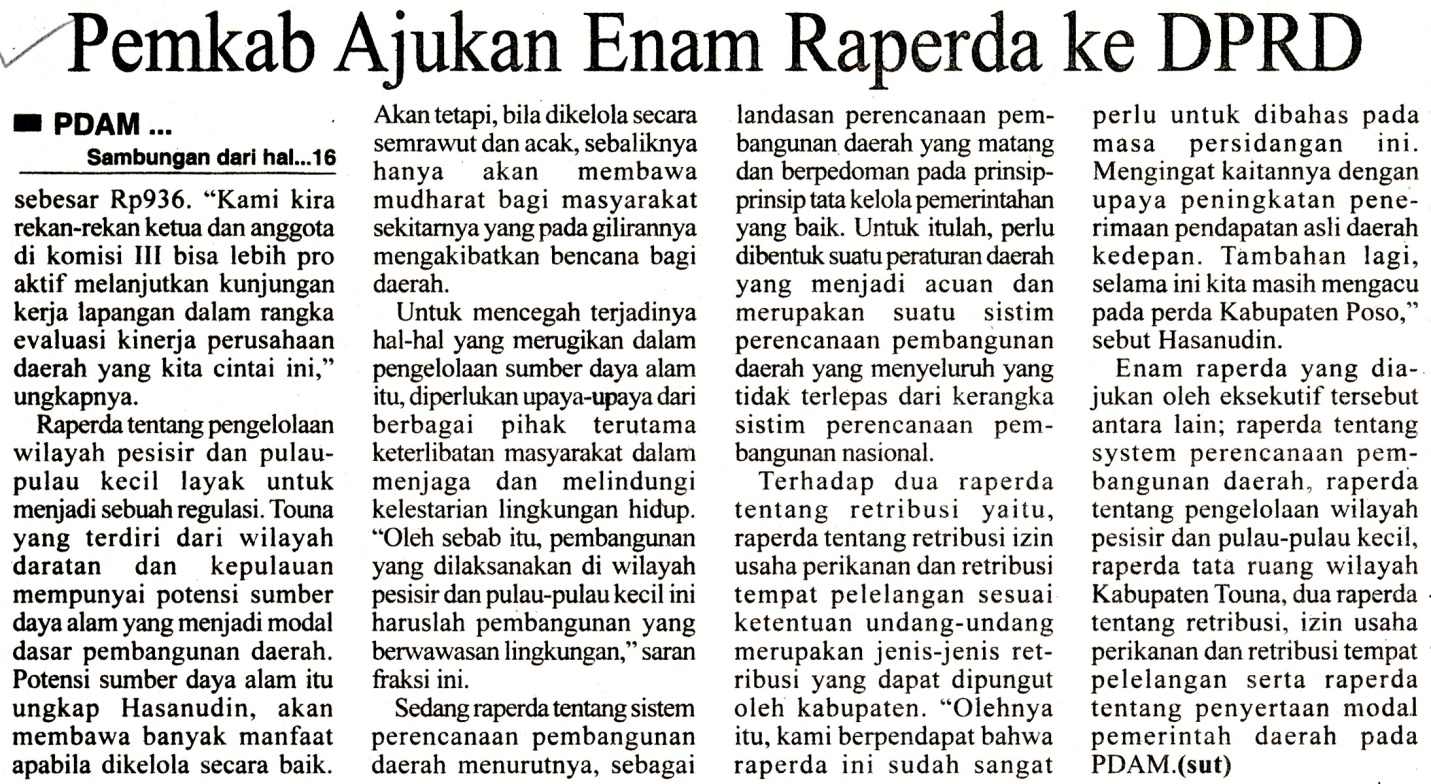 Pemkab Ajukan Enam Raperda ke DPRD
PDAM ...
Sambungan dari hal...16
sebesar Rp936. “Kami kira
rekan-rekan ketua dan anggota
di komisi III bisa lebih pro
aktif melanjutkan kunjungan
kerja lapangan dalam rangka
evaluasi kinerja perusahaan
daerah yang kita cintai ini,”
ungkapnya.
Raperda tentang pengelolaan
wilayah pesisir dan pulau-
pulau kecil layak untuk
menjadi sebuah regulasi. Touna
yang terdiri dari wilayah
daratan dan kepulauan
mempunyai potensi sumber
daya alam yang menjadi modal
dasar pembangunan daerah.
Potensi sumber daya alam itu
ungkap Hasanudin, akan
membawa banyak manfaat
apabila dikelola secara baik.
Akan tetapi, bila dikelola secara
semrawut dan acak, sebaliknya
hanya akan membawa
mudharat bagi masyarakat
sekitarnya yang pada gilirannya
mengakibatkan bencana bagi
daerah.
Untuk mencegah terjadinya
hal-hal yang merugikan dalam
pengelolaan sumber daya alam
itu, diperlukan upaya-upaya dari
berbagai pihak terutama
keterlibatan masyarakat dalam
menjaga dan melindungi
kelestarian lingkungan hidup.
“Oleh sebab itu, pembangunan
yang dilaksanakan di wilayah
pesisir dan pulau-pulau kecil ini
haruslah pembangunan yang
berwawasan lingkungan,” saran
fraksi ini.
Sedang raperda tentang sistem
perencanaan pembangunan
daerah menurutnya, sebagai
landasan perencanaan pem-
bangunan daerah yang matang
dan berpedoman pada prinsip-
prinsip tata kelola pemerintahan
yang baik. Untuk itulah, perlu
dibentuk suatu peraturan daerah
yang menjadi acuan dan
merupakan suatu sistim
perencanaan pembangunan
daerah yang menyeluruh yang
tidak terlepas dari kerangka
sistim perencanaan pem-
bangunan nasional.
Terhadap dua raperda
tentang retribusi yaitu,
raperda tentang retribusi izin
usaha perikanan dan retribusi
tempat pelelangan sesuai
ketentuan undang-undang
merupakan jenis-jenis ret-
ribusi yang dapat dipungut
oleh kabupaten. “Olehnya
itu, kami berpendapat bahwa
raperda ini sudah sangat
perlu untuk dibahas pada
masa persidangan ini.
Mengingat kaitannya dengan
upaya peningkatan pene-
rimaan pendapatan asli daerah
kedepan. Tambahan lagi,
selama ini kita masih mengacu
pada perda Kabupaten Poso,”
sebut Hasanudin.
Enam raperda yang dia-
jukan oleh eksekutif tersebut
antara lain; raperda tentang
system perencanaan pem-
bangunan daerah, raperda
tentang pengelolaan wilayah
pesisir dan pulau-pulau kecil,
raperda tata ruang wilayah
Kabupaten Touna, dua raperda
tentang retribusi, izin usaha
perikanan dan retribusi tempat
pelelangan serta raperda
tentang penyertaan modal
pemerintah daerah pada
PDAM.(sut)